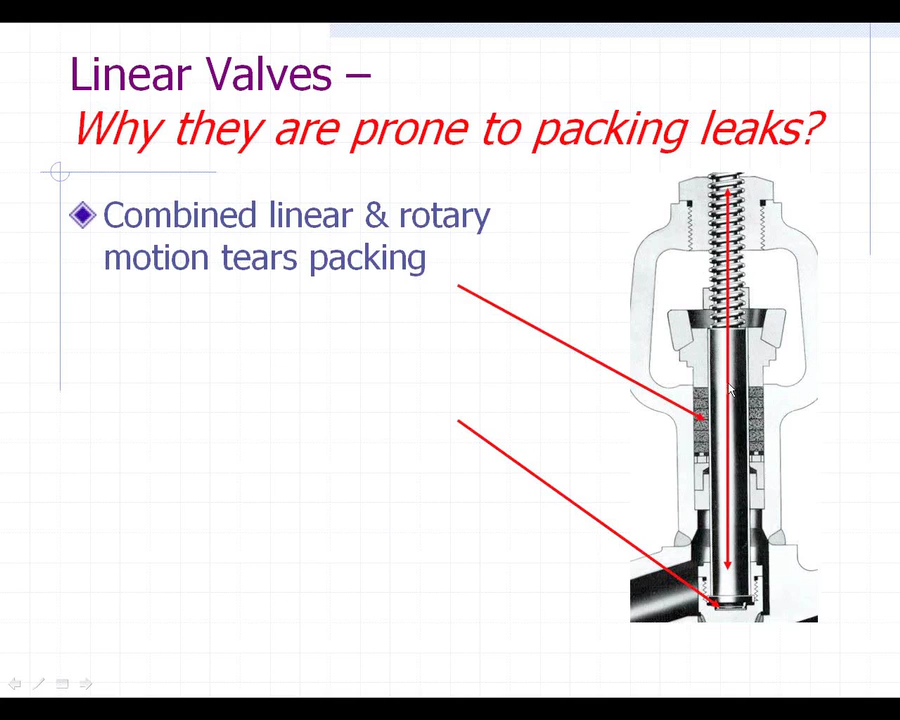 Linear Valves –
Why they are prone to packing leaks?
Combined linear & rotary
motion tears packing